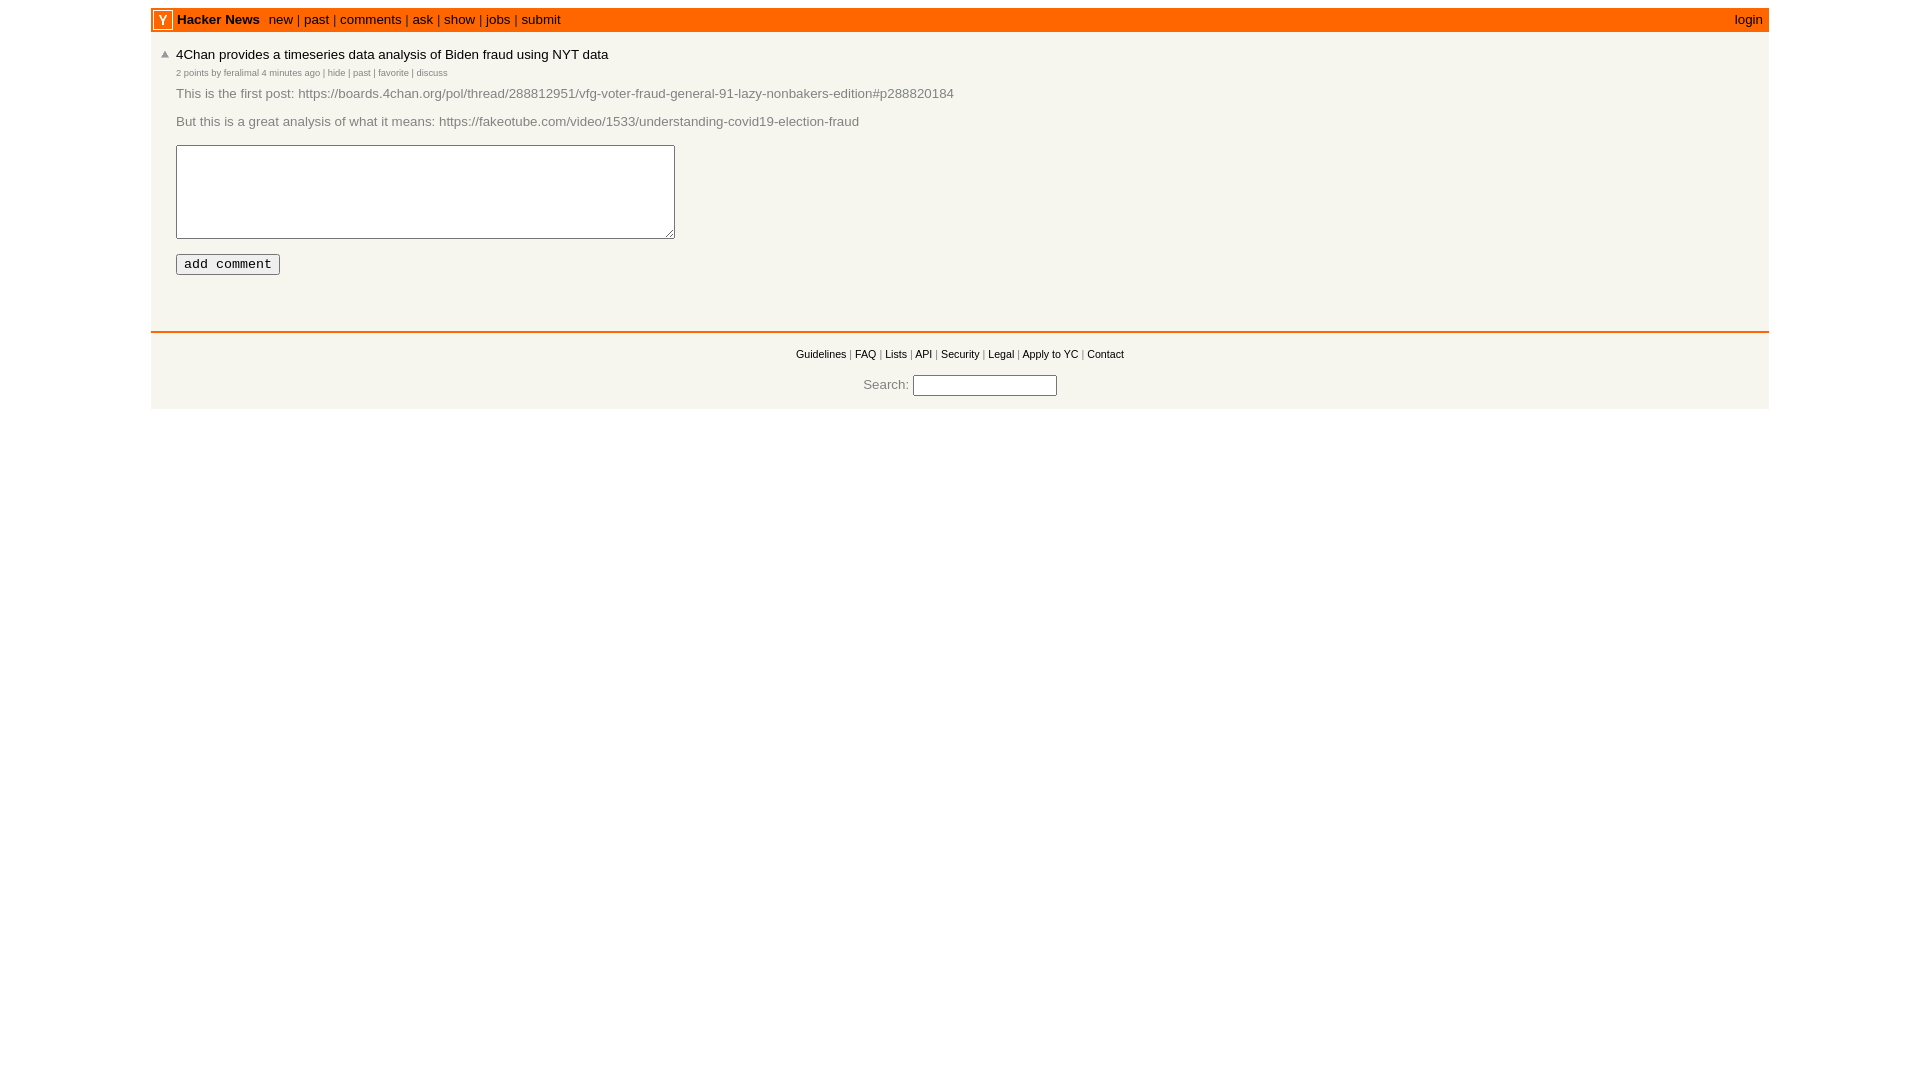 Y Hacker News new | past | comments | ask | show | jobs | submit login
4Chan provides a timeseries data analysis of Biden fraud using NYT data
2 points by feralimal 4 minutes ago | hide | past | favorite | discuss
This is the first post: https://boards.4chan.org/pol/thread/288812951/vfg-voter-fraud-general-91-lazy-nonbakers-edition#p288820184
But this is a great analysis of what it means: https://fakeotube.com/video/1533/understanding-covid19-election-fraud
add comment
Guidelines | FAQ | Lists | API | Security | Legal | Apply to YC | Contact
Search: